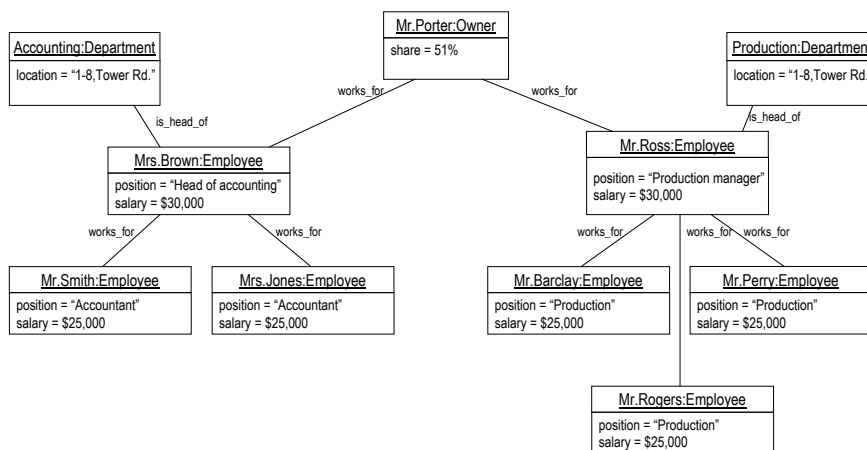 Mr.Porter:Owner
share = 51%
Accounting:Department
location = "1-8,Tower Rd."
Production:Department
location = "1-8,Tower Rd.
works_for
works_for
is_head_of
is_head_of
Mrs.Brown:Employee
position = “Head of accounting”
salary = $30,000
Mr.Ross:Employee
position = “Production manager”
salary = $30,000
works_for
works_for
works_for
works_for
works_for
Mr.Smith:Employee
position = “Accountant”
salary = $25,000
Mrs.Jones:Employee
position = “Accountant”
salary = $25,000
Mr.Barclay:Employee
position = “Production”
salary = $25,000
Mr.Perry:Employee
position = “Production”
salary = $25,000
Mr.Rogers:Employee
position = “Production”
salary = $25,000